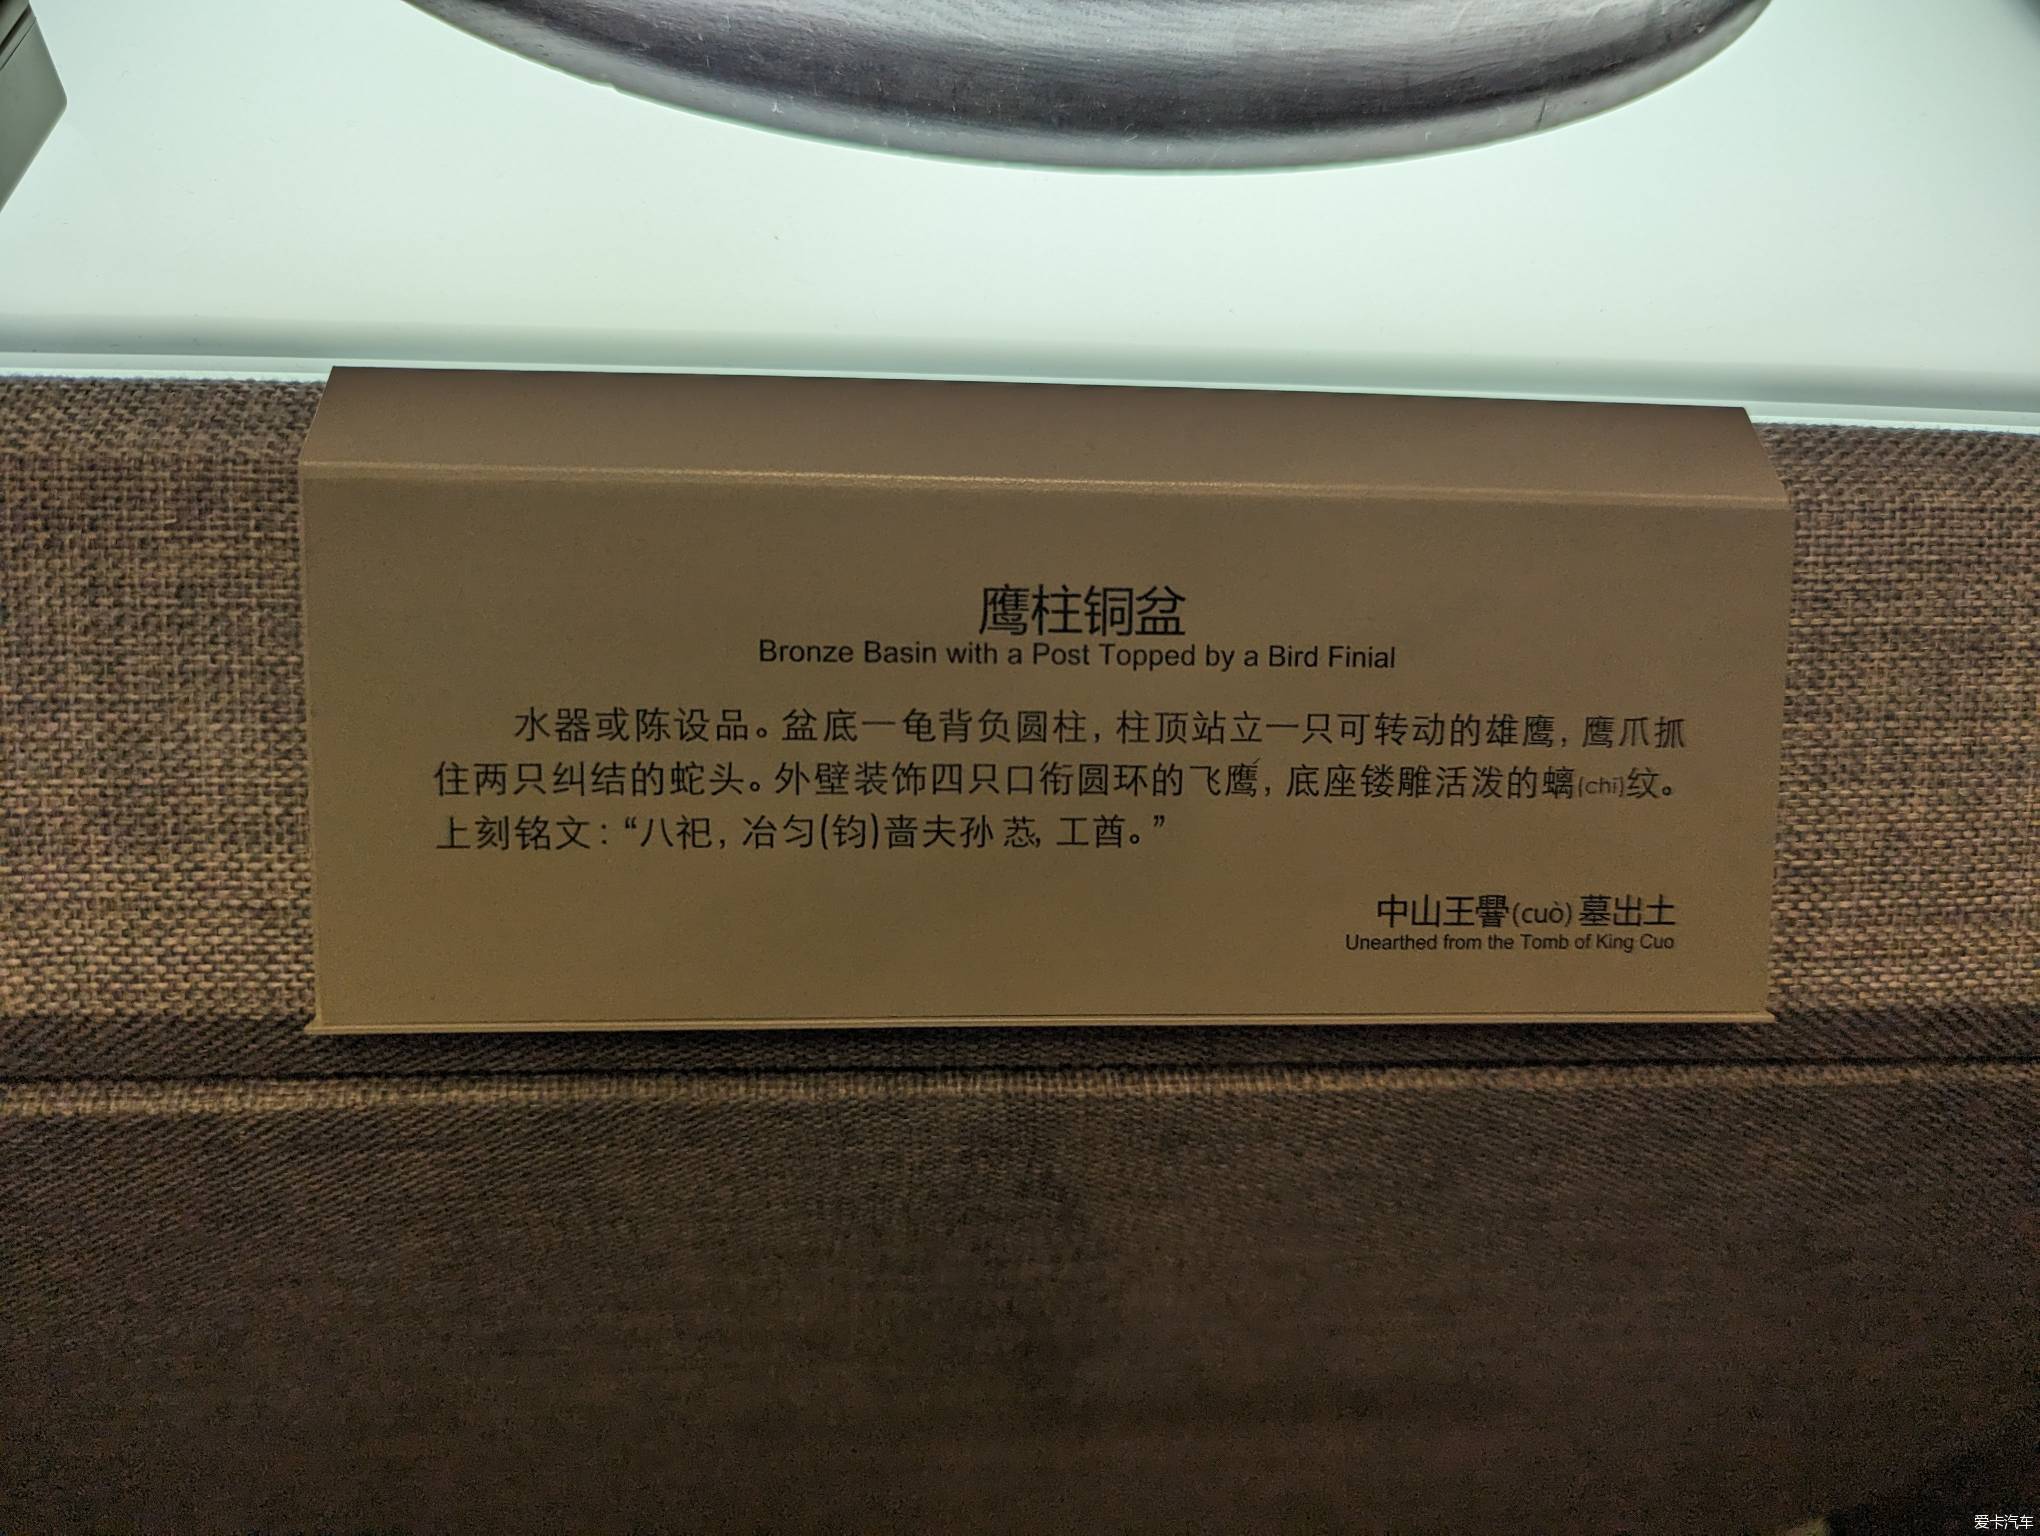 鹰柱铜盆
Bronze Basin with a Post Topped by a Bird Finial
水器或陈设品。盆底一龟背负圆柱，柱顶站立一只可转动的雄鹰，鹰爪抓
住两只纠结的蛇头。外壁装饰四只口衔圆环的飞鹰，底座镂雕活泼的螭(chī)纹。
上刻铭文：“八祀，冶匀(钧)啬夫孙 工酋。”
中山王譽(cuò)墓出土
Unearthed from the Tomb of King Cuo
爱卡汽车